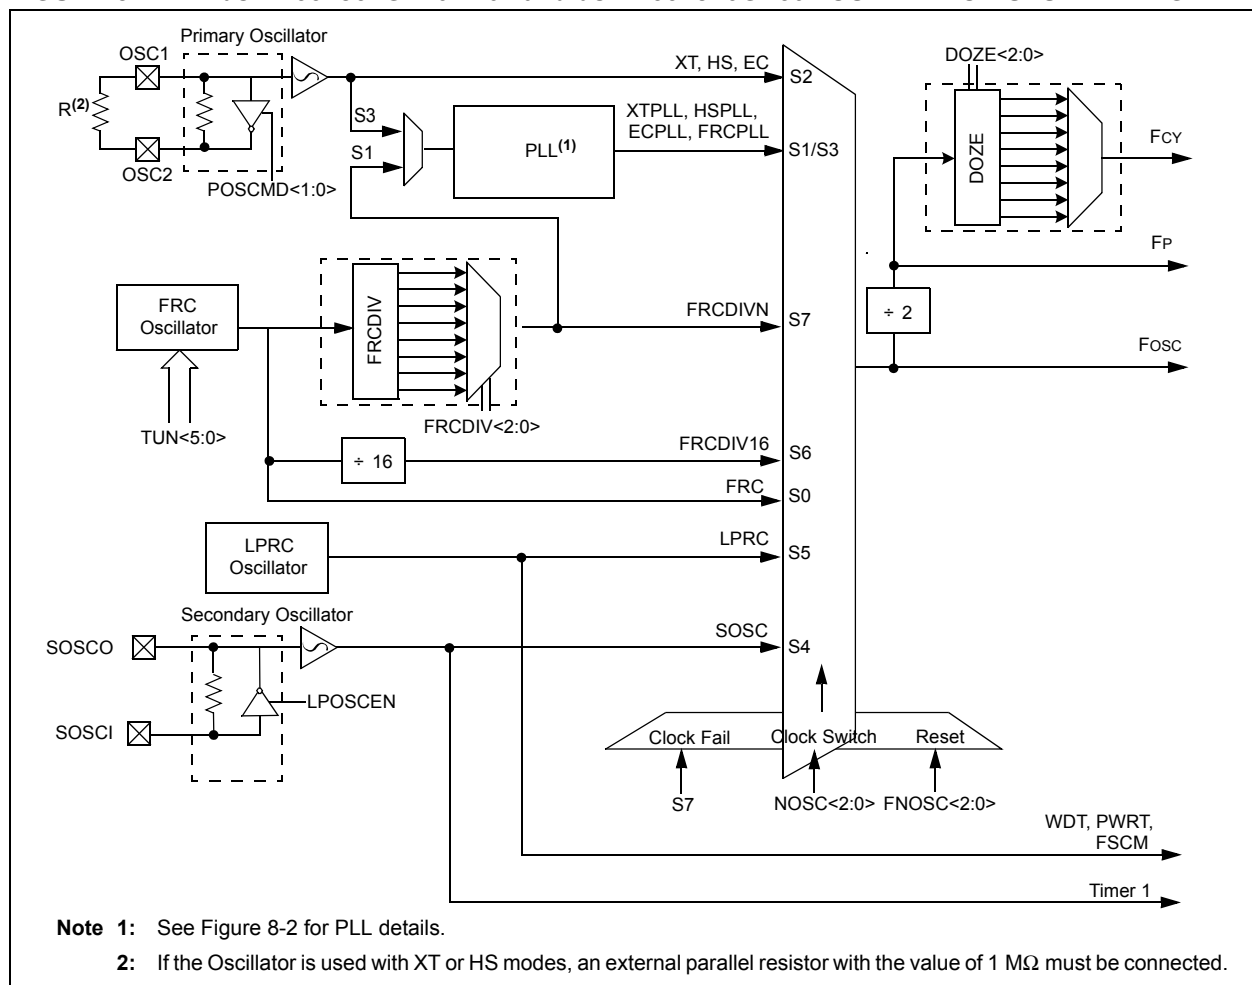 Primary Oscillator
OSC1
R(2)
OSC2
POSCMD<1:0>
S3
S1
PLL(1)
XT, HS, EC
S2
XTPLL, HSPLL,
ECPLL, FRCPLL
S1/S3
DOZE<2:0>
DOZE
FCY
FP
÷ 2
FOSC
FRC
Oscillator
TUN<5:0>
FRCDIV
FRCDIV<2:0>
FRCDIVN
S7
÷ 16
FRCDIV16
S6
FRC
S0
LPRC
Oscillator
LPRC
S5
Secondary Oscillator
SOSCO
SOSCI
LPOSCEN
SOSC
S4
Clock Fail
Clock Switch
Reset
S7
NOSC<2:0>
FNOSC<2:0>
WDT, PWRT,
FSCM
Timer 1
Note 1: See Figure 8-2 for PLL details.
2: If the Oscillator is used with XT or HS modes, an external parallel resistor with the value of 1 MΩ must be connected.